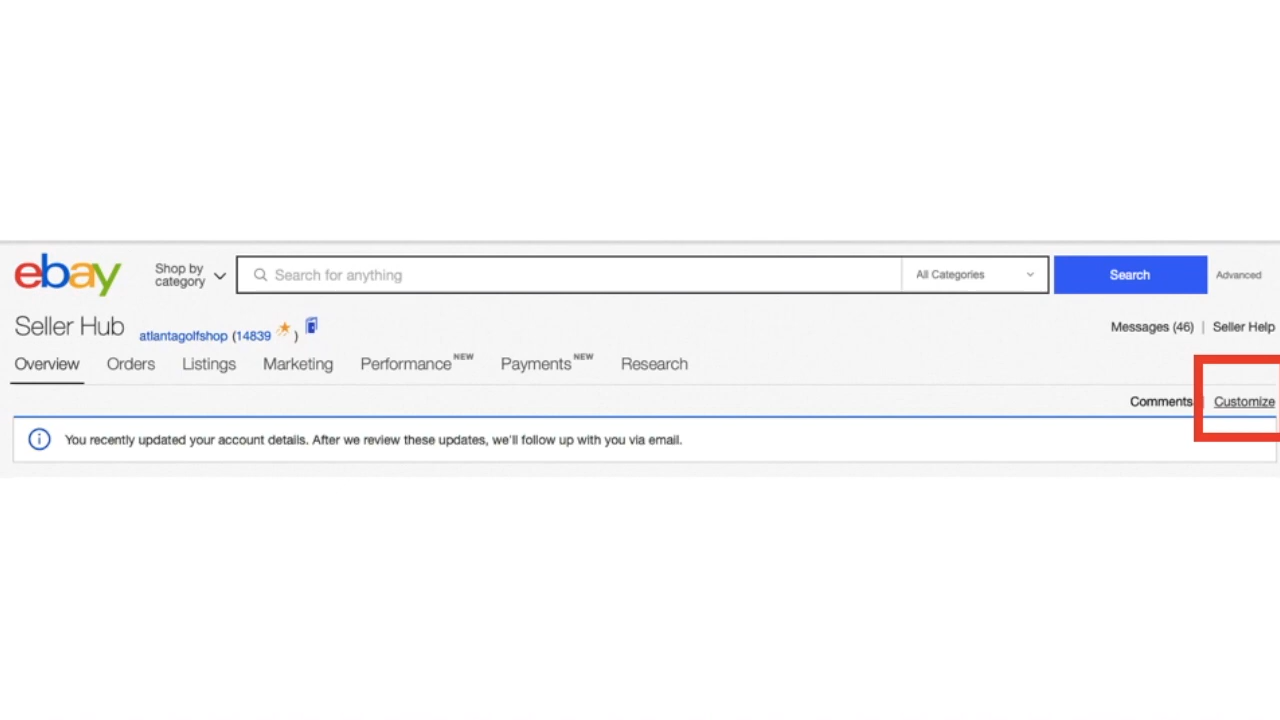 ebay
Shop by
category
Search for anything
All Categories
Search
Advanced
Seller Hub
atlantagolfshop (14839 )
Messages (46) | Seller Help
Overview Orders Listings Marketing Performance NEW Payments NEW Research
Comments Customize
You recently updated your account details. After we review these updates, we'll follow up with you via email.